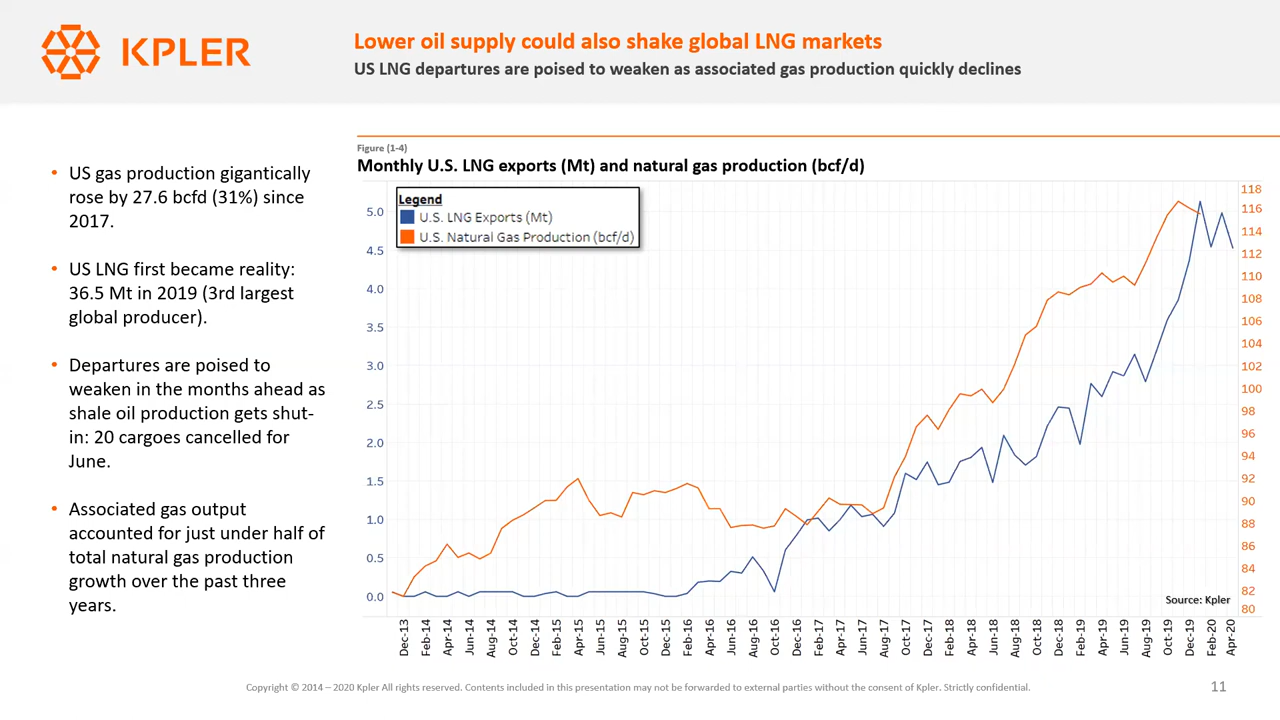 KPLER
Lower oil supply could also shake global LNG markets
US LNG departures are poised to weaken as associated gas production quickly declines
• US gas production gigantically
rose by 27.6 bcfd (31%) since
2017.
• US LNG first became reality:
36.5 Mt in 2019 (3rd largest
global producer).
• Departures are poised to
weaken in the months ahead as
shale oil production gets shut-
in: 20 cargoes cancelled for
June.
• Associated gas output
accounted for just under half of
total natural gas production
growth over the past three
years.
Figure (1-4)
Monthly U.S. LNG exports (Mt) and natural gas production (bcf/d)
Legend
U.S. LNG Exports (Mt)
U.S. Natural Gas Production (bcf/d)
5.0
4.5
4.0
3.5
3.0
2.5
2.0
1.5
1.0
0.5
0.0
118
116
114
112
110
108
106
104
102
100
98
96
94
92
90
88
86
84
82
80
Source: Kpler
Dec-13
Feb-14
Apr-14
Jun-14
Aug-14
Oct-14
Dec-14
Feb-15
Apr-15
Jun-15
Aug-15
Oct-15
Dec-15
Feb-16
Apr-16
Jun-16
Aug-16
Oct-16
Dec-16
Feb-17
Apr-17
Jun-17
Aug-17
Oct-17
Dec-17
Feb-18
Apr-18
Jun-18
Aug-18
Oct-18
Dec-18
Feb-19
Apr-19
Jun-19
Aug-19
Oct-19
Dec-19
Feb-20
Apr-20
Copyright © 2014 – 2020 Kpler All rights reserved. Contents included in this presentation may not be forwarded to external parties without the consent of Kpler. Strictly confidential.
11